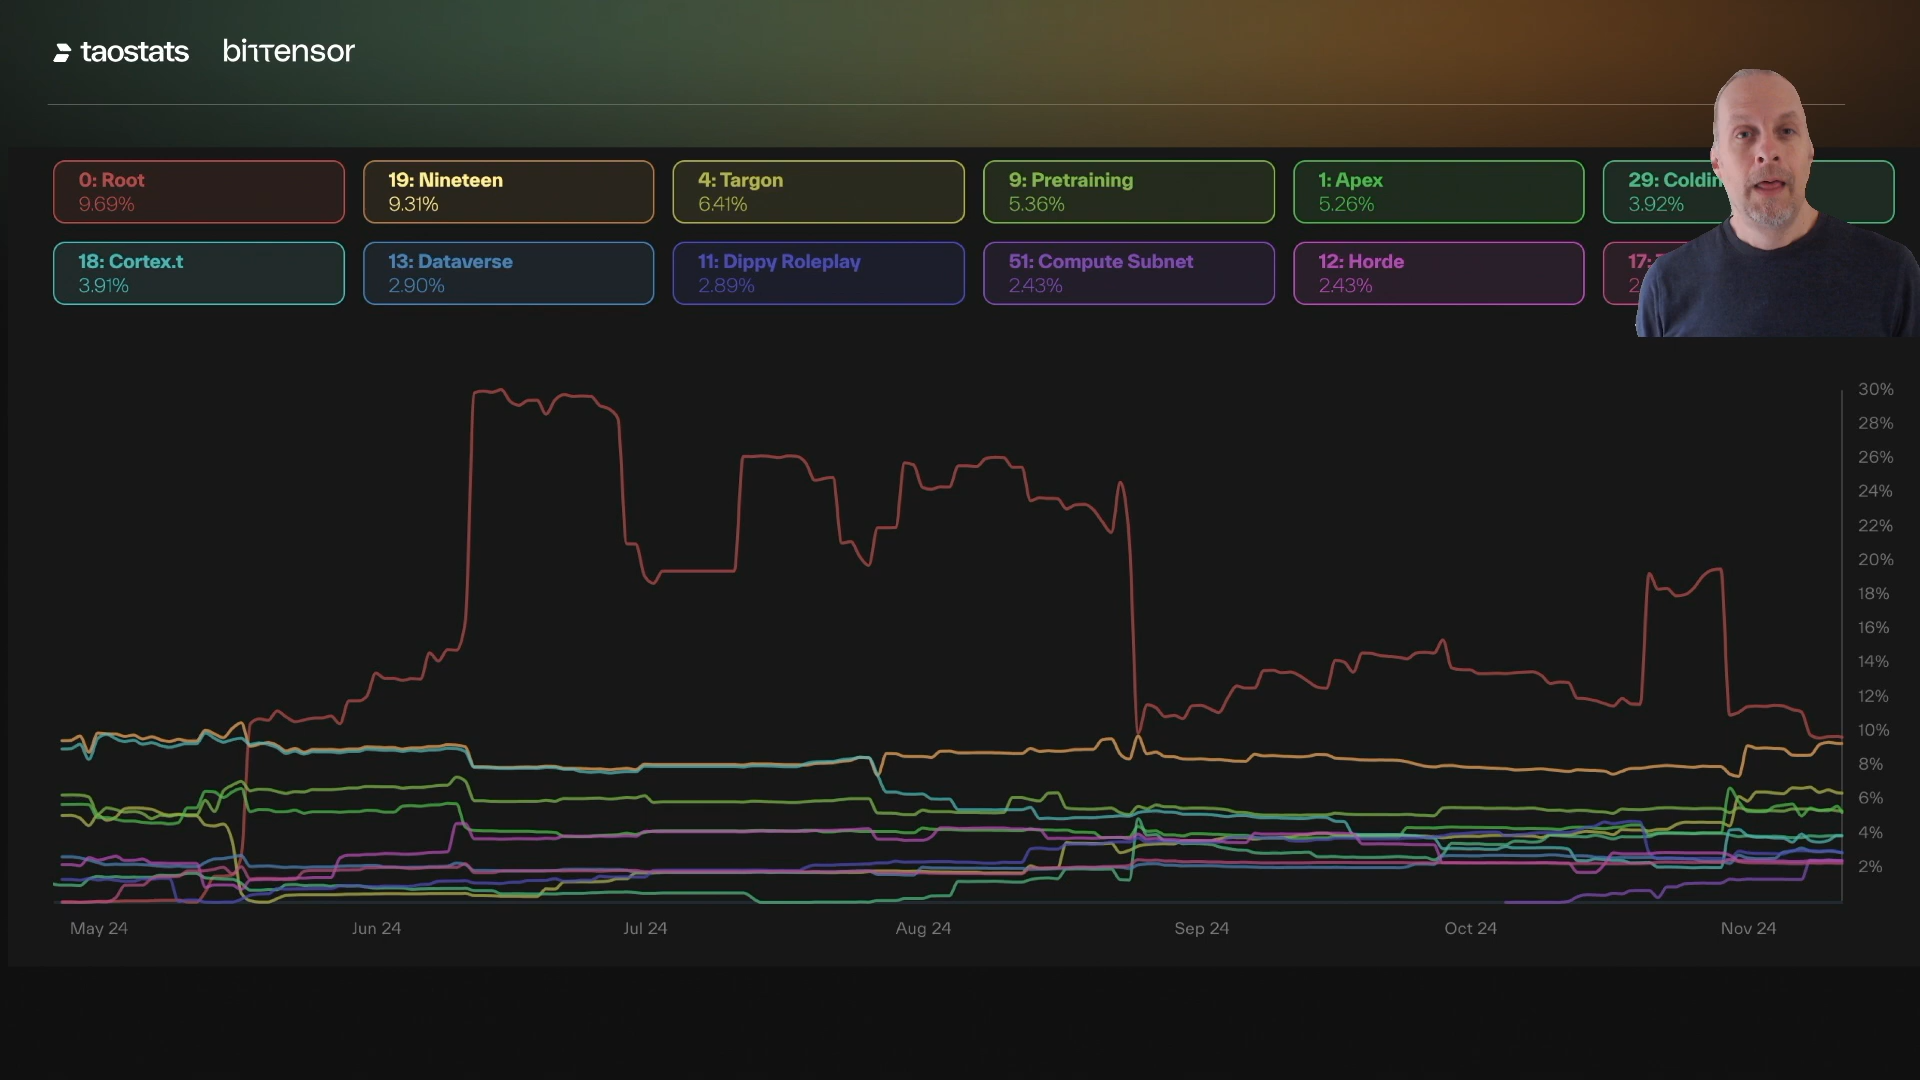 taostats bittensor
0: Root
9.69%
19: Nineteen
9.31%
4: Targon
6.41%
9: Pretraining
5.36%
1: Apex
5.26%
29:
3.92%
18: Cortex.t
3.91%
13: Dataverse
2.90%
11: Dippy Roleplay
2.89%
51: Compute Subnet
2.43%
12: Horde
2.43%
17:
30%
28%
26%
24%
22%
20%
18%
16%
14%
12%
10%
8%
6%
4%
2%
May 24
Jun 24
Jul 24
Aug 24
Sep 24
Oct 24
Nov 24